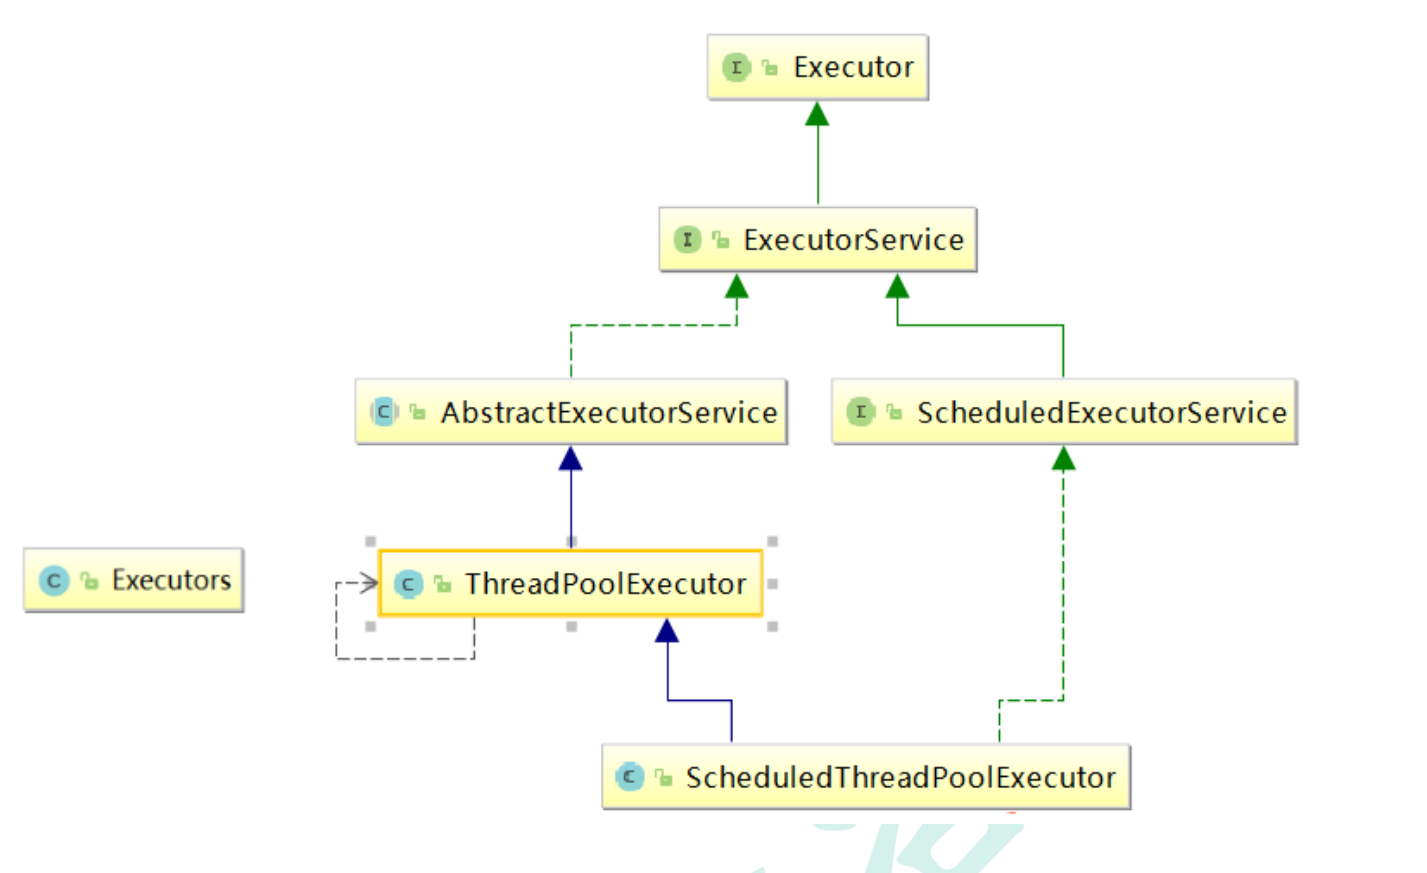 I Executor
I ExecutorService
C AbstractExecutorService
I ScheduledExecutorService
C Executors
C ThreadPoolExecutor
C ScheduledThreadPoolExecutor